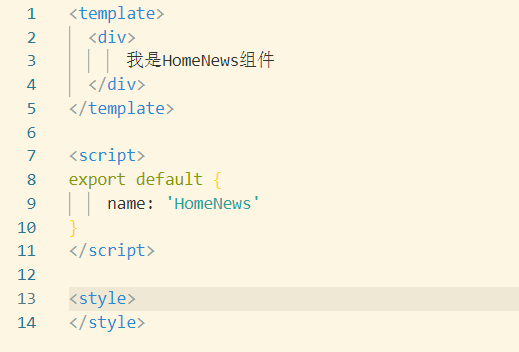 1 <template>
2   <div>
3       我是HomeNews组件
4   </div>
5 </template>
6
7 <script>
8 export default {
9     name: 'HomeNews'
10 }
11 </script>
12
13 <style>
14 </style>